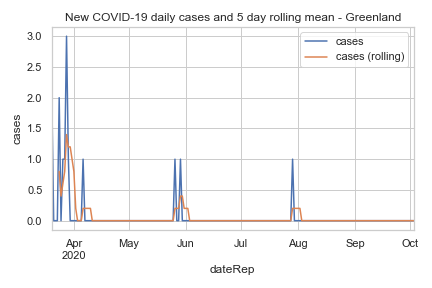 New COVID-19 daily cases and 5 day rolling mean - Greenland
cases
cases (rolling)
3.0
2.5
2.0
1.5
1.0
0.5
0.0
cases
Apr May Jun Jul Aug Sep Oct
2020
dateRep